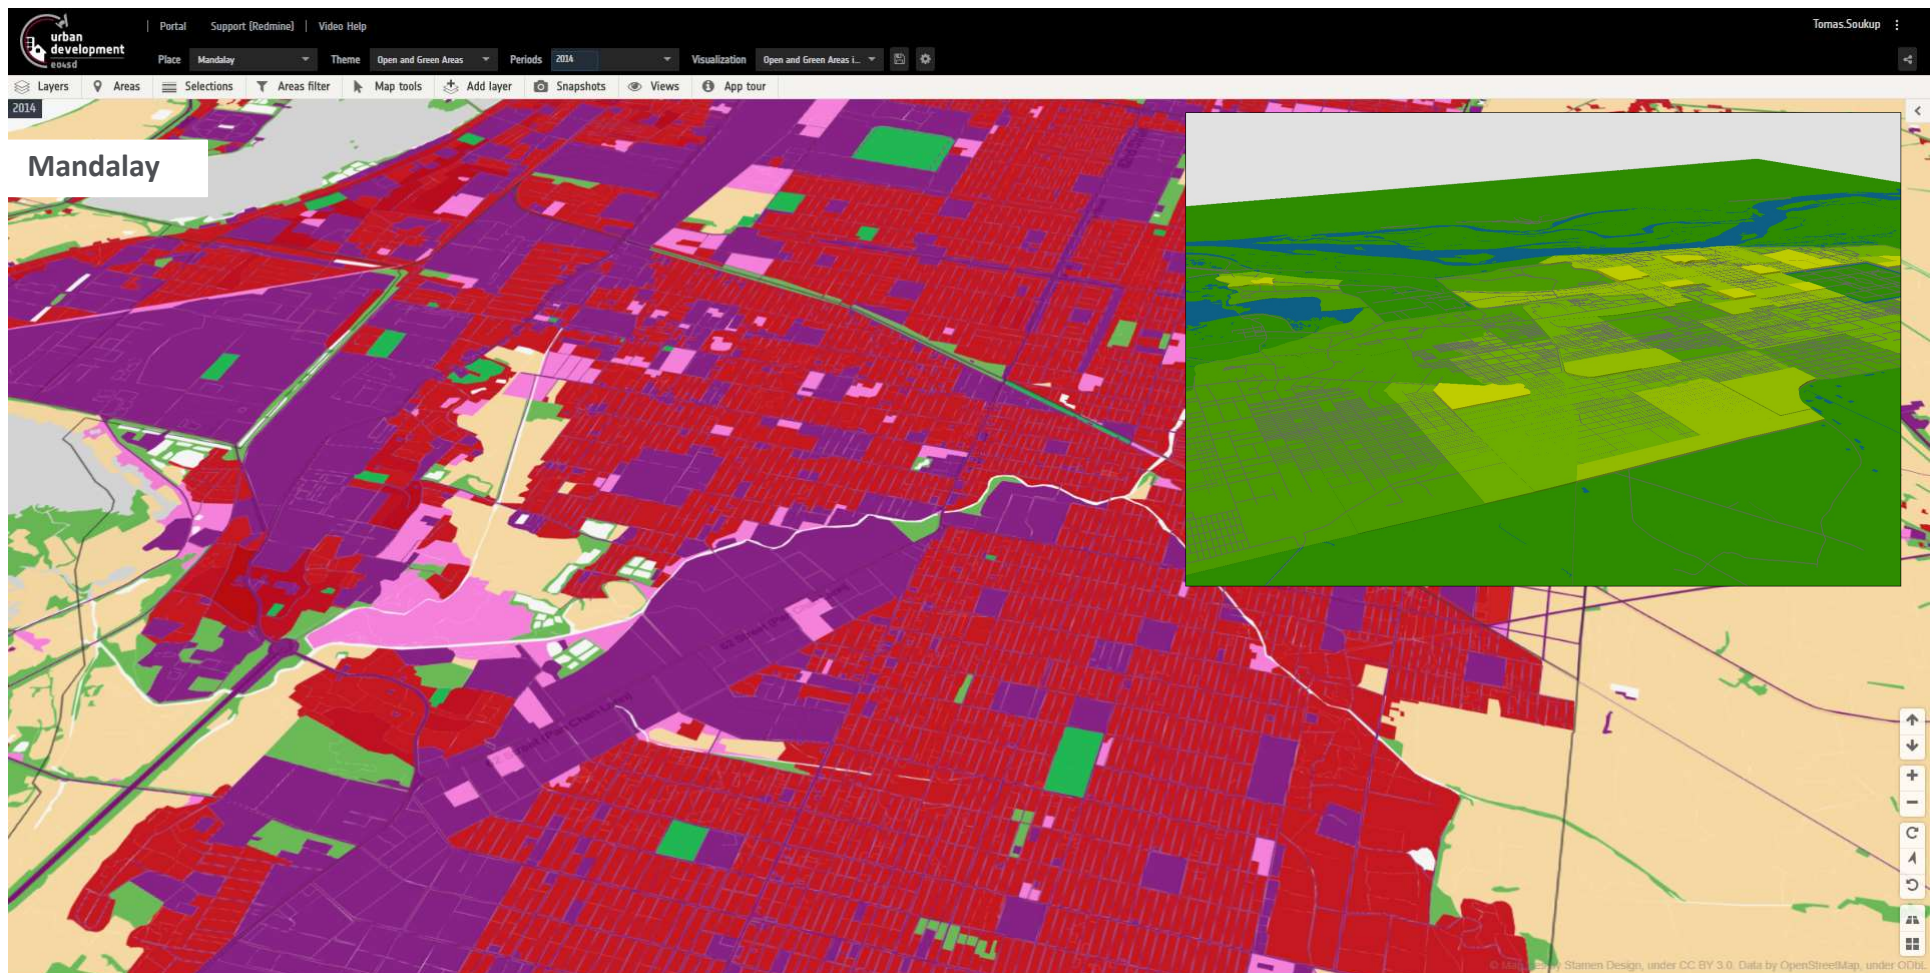 urban
development
eo4sd
Portal Support [Redmine] Video Help
Tomas.Soukup
Place Mandalay Theme Open and Green Areas Periods 2014 Visualization Open and Green Areas i...
Layers Areas Selections Areas filter Map tools Add layer Snapshots Views App tour
2014
Mandalay
62 Street
Stamen Design, under CC BY 3.0. Data by OpenStreetMap, under ODbL